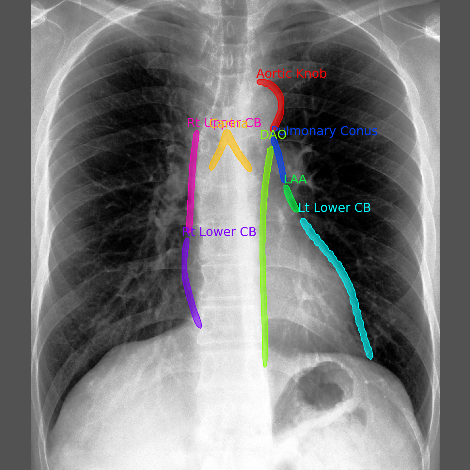 Aortic Knob
Rt Upper CB
Pulmonary Conus
DAO
LAA
Lt Lower CB
Rt Lower CB